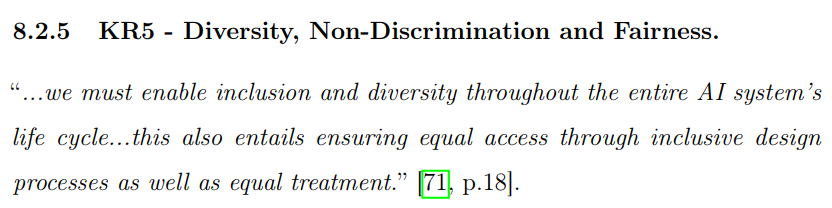 8.2.5 KR5 - Diversity, Non-Discrimination and Fairness.
“...we must enable inclusion and diversity throughout the entire AI system’s
life cycle...this also entails ensuring equal access through inclusive design
processes as well as equal treatment.” [71, p.18].